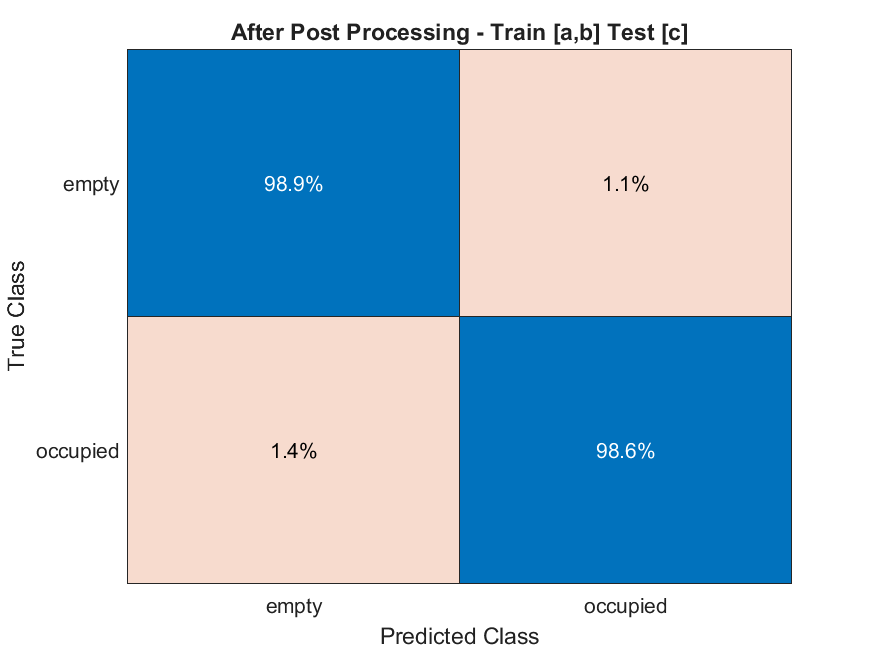 After Post Processing - Train [a,b] Test [c]
True Class
empty
98.9%
1.1%
occupied
1.4%
98.6%
empty
occupied
Predicted Class